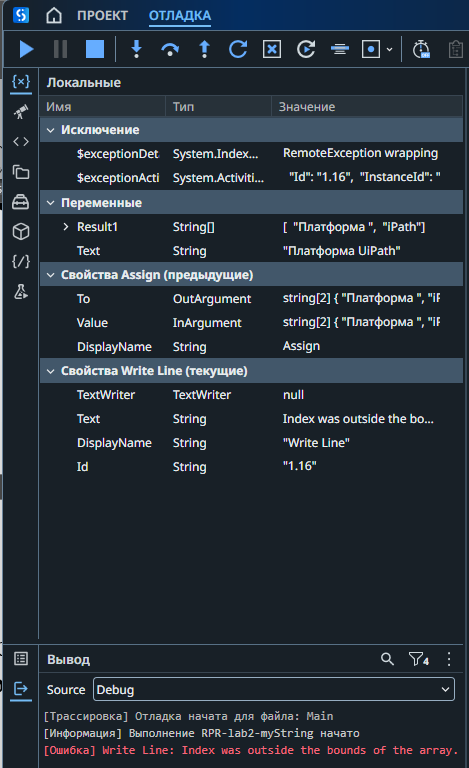 ПРОЕКТ ОТЛАДКА
Локальные
Имя Тип Значение
Исключение
$exceptionDet System.Index... RemoteException wrapping
$exceptionActi System.Activiti... "Id": "1.16", "InstanceId": "
Переменные
Result1 String[] [ "Платформа ", "iPath"]
Text String "Платформа UiPath"
Свойства Assign (предыдущие)
To OutArgument string[2] { "Платформа ", "iP
Value InArgument string[2] { "Платформа ", "iP
DisplayName String Assign
Свойства Write Line (текущие)
TextWriter TextWriter null
Text String Index was outside the bo...
DisplayName String "Write Line"
Id String "1.16"
Вывод 4
Source Debug
[Трассировка] Отладка начата для файла: Main
[Информация] Выполнение RPR-lab2-myString начато
[Ошибка] Write Line: Index was outside the bounds of the array.